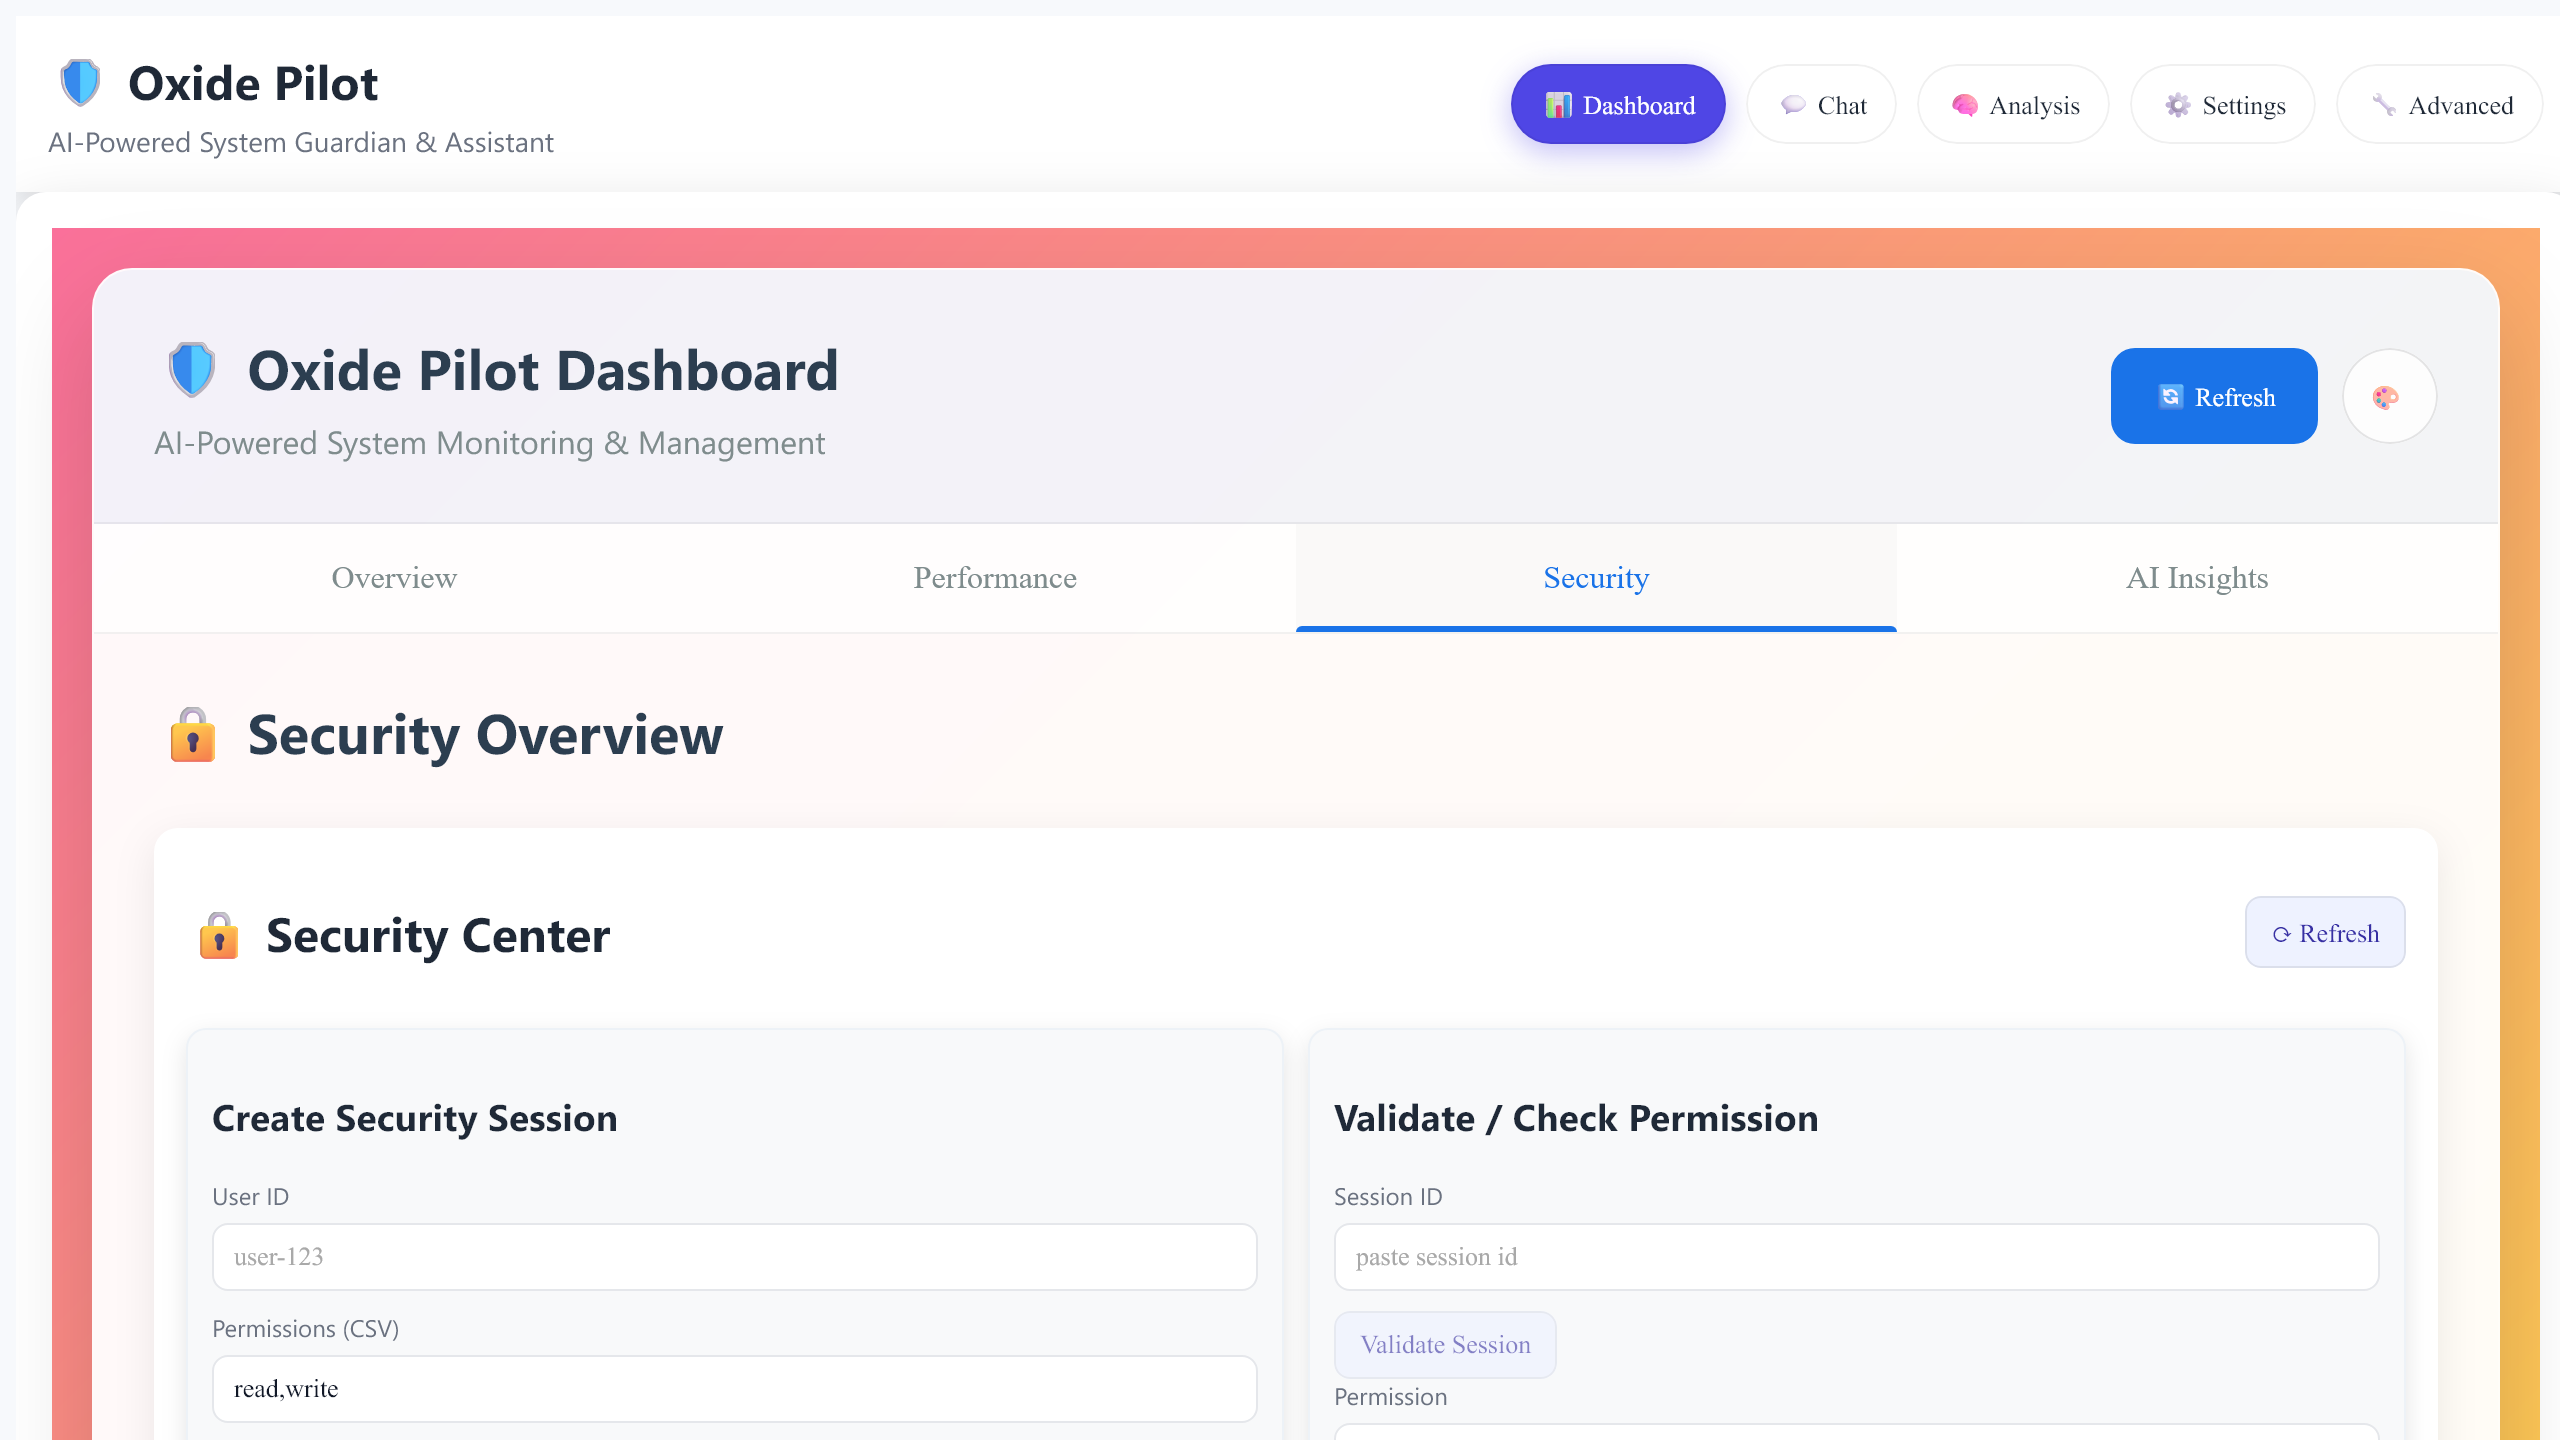 Oxide Pilot
AI-Powered System Guardian & Assistant
Dashboard
Chat
Analysis
Settings
Advanced
Oxide Pilot Dashboard
AI-Powered System Monitoring & Management
Refresh
Overview
Performance
Security
AI Insights
Security Overview
Security Center
⟳ Refresh
Create Security Session
User ID
user-123
Permissions (CSV)
read,write
Validate / Check Permission
Session ID
paste session id
Validate Session
Permission